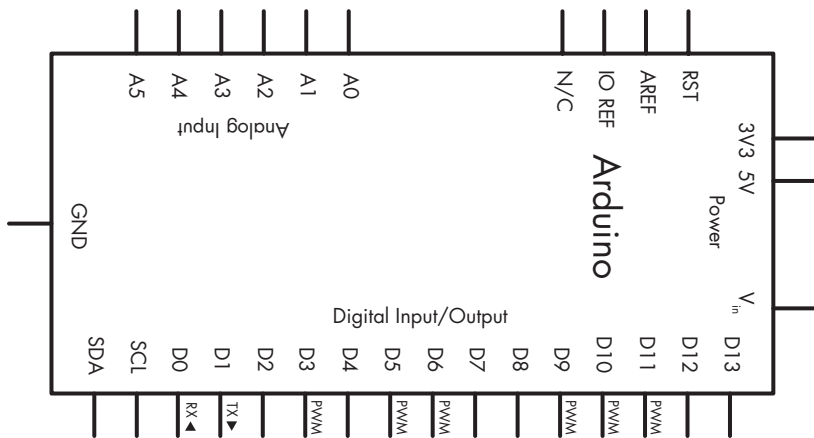 A5
A4
A3
A2
A1
A0
N/C
IO REF
AREF
RST
Analog Input
3V3
5V
Arduino
Power
GND
Vin
Digital Input/Output
SDA
SCL
D0
D1
D2
D3
D4
D5
D6
D7
D8
D9
D10
D11
D12
D13
RX ◀
TX ▶
PWM
PWM
PWM
PWM
PWM
PWM